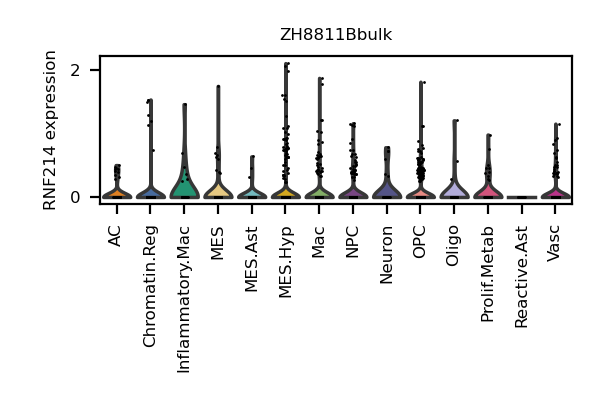 ZH8811Bbulk
RNF214 expression
2
0
AC
Chromatin.Reg
Inflammatory.Mac
MES
MES.Ast
MES.Hyp
Mac
NPC
Neuron
OPC
Oligo
Prolif.Metab
Reactive.Ast
Vasc